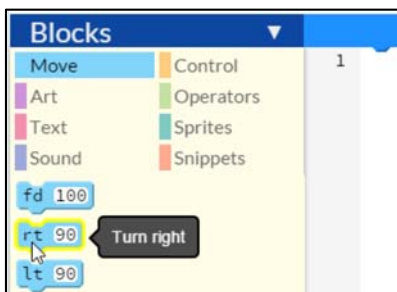 Blocks ▼
1
Move Control
Art Operators
Text Sprites
Sound Snippets
fd 100
rt 90 Turn right
lt 90